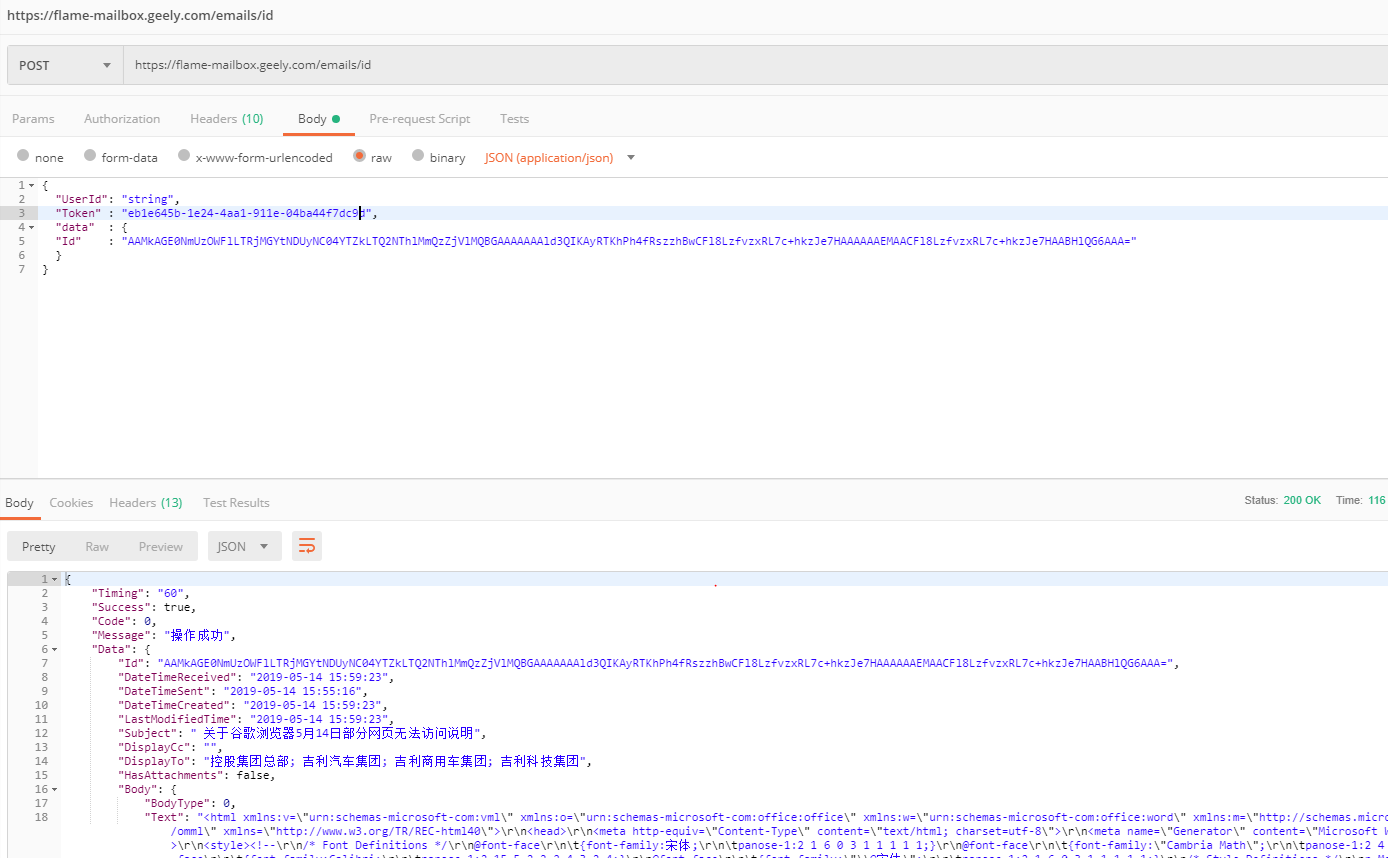 https://flame-mailbox.geely.com/emails/id
POST https://flame-mailbox.geely.com/emails/id
Params Authorization Headers (10) Body Pre-request Script Tests
none form-data x-www-form-urlencoded raw binary JSON (application/json)
1 {
2 "UserId": "string",
3 "Token" : "eb1e645b-1e24-4aa1-911e-04ba44f7dc9d",
4 "data" : {
5 "Id" : "AAMkAGE0NmUzOWFlLTRjMGYtNDUyNC04YTZkLTQ2NThlMmQzZjVlMQBGAAAAAAAld3QIKAyRTKhPh4fRszzhBwCFl8LzfvzxRL7c+hkzJe7HAAAAAAEMAACFl8LzfvzxRL7c+hkzJe7HAABHlQG6AAA="
6 }
7 }
Body Cookies Headers (13) Test Results Status: 200 OK Time: 116
Pretty Raw Preview JSON
1 {
2 "Timing": "60",
3 "Success": true,
4 "Code": 0,
5 "Message": "操作成功",
6 "Data": {
7 "Id": "AAMkAGE0NmUzOWFlLTRjMGYtNDUyNC04YTZkLTQ2NThlMmQzZjVlMQBGAAAAAAAld3QIKAyRTKhPh4fRszzhBwCFl8LzfvzxRL7c+hkzJe7HAAAAAAEMAACFl8LzfvzxRL7c+hkzJe7HAABHlQG6AAA=",
8 "DateTimeReceived": "2019-05-14 15:59:23",
9 "DateTimeSent": "2019-05-14 15:55:16",
10 "DateTimeCreated": "2019-05-14 15:59:23",
11 "LastModifiedTime": "2019-05-14 15:59:23",
12 "Subject": " 关于谷歌浏览器5月14日部分网页无法访问说明",
13 "DisplayCc": "",
14 "DisplayTo": "控股集团总部; 吉利汽车集团; 吉利商用车集团; 吉利科技集团",
15 "HasAttachments": false,
16 "Body": {
17 "BodyType": 0,
18 "Text": "<html xmlns:v=\"urn:schemas-microsoft-com:vml\" xmlns:o=\"urn:schemas-microsoft-com:office:office\" xmlns:w=\"urn:schemas-microsoft-com:office:word\" xmlns:m=\"http://schemas.micr
/omml\" xmlns=\"http://www.w3.org/TR/REC-html40\">\r\n<head>\r\n<meta http-equiv=\"Content-Type\" content=\"text/html; charset=utf-8\">\r\n<meta name=\"Generator\" content=\"Microsoft W
>\r\n<style><!--\r\n/* Font Definitions */\r\n@font-face\r\n\t{font-family:宋体;\r\n\tpanose-1:2 1 6 0 3 1 1 1 1 1;}\r\n@font-face\r\n\t{font-family:\"Cambria Math\";\r\n\tpanose-1:2 4